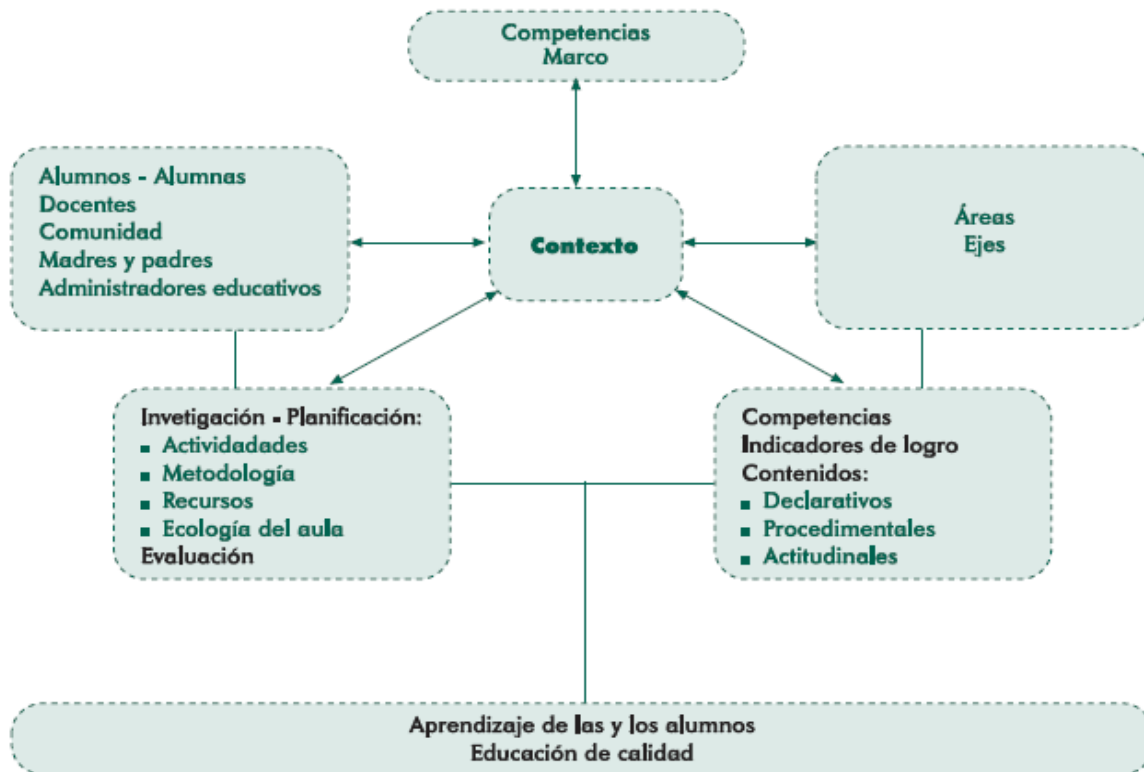 Competencias
Marco
Alumnos - Alumnas
Docentes
Comunidad
Madres y padres
Administradores educativos
Contexto
Áreas
Ejes
Invetigación - Planificación:
▪ Actividadades
▪ Metodología
▪ Recursos
▪ Ecología del aula
Evaluación
Competencias
Indicadores de logro
Contenidos:
▪ Declarativos
▪ Procedimentales
▪ Actitudinales
Aprendizaje de las y los alumnos
Educación de calidad